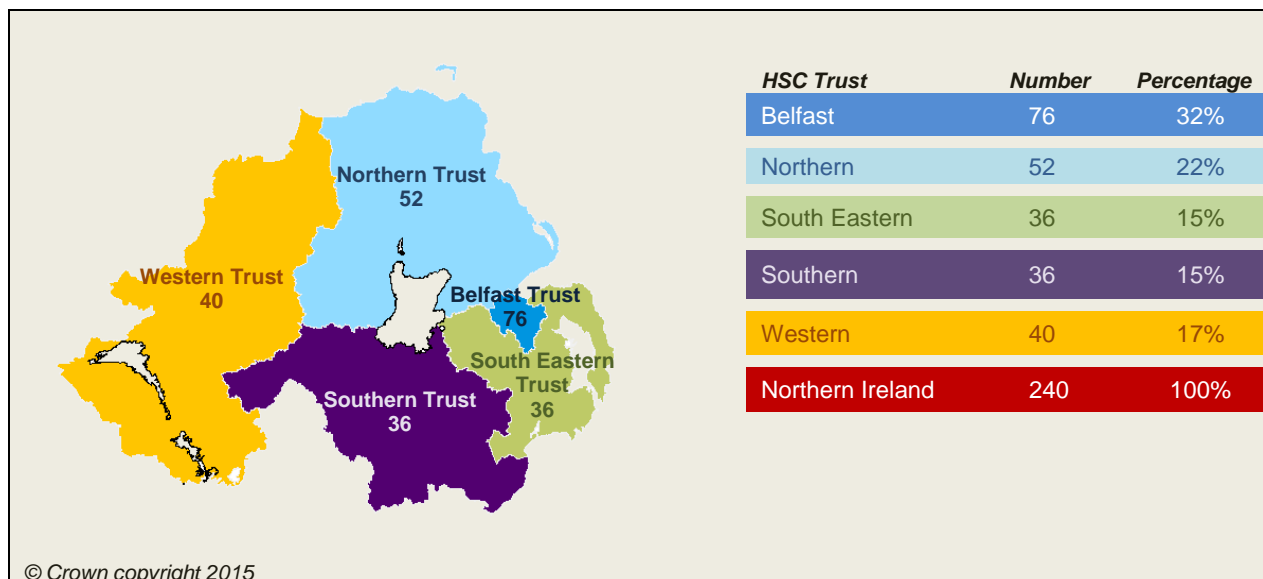 Northern Trust
52
Western Trust
40
Belfast Trust
76
South Eastern
Trust
36
Southern Trust
36
HSC Trust Number Percentage
Belfast 76 32%
Northern 52 22%
South Eastern 36 15%
Southern 36 15%
Western 40 17%
Northern Ireland 240 100%
© Crown copyright 2015